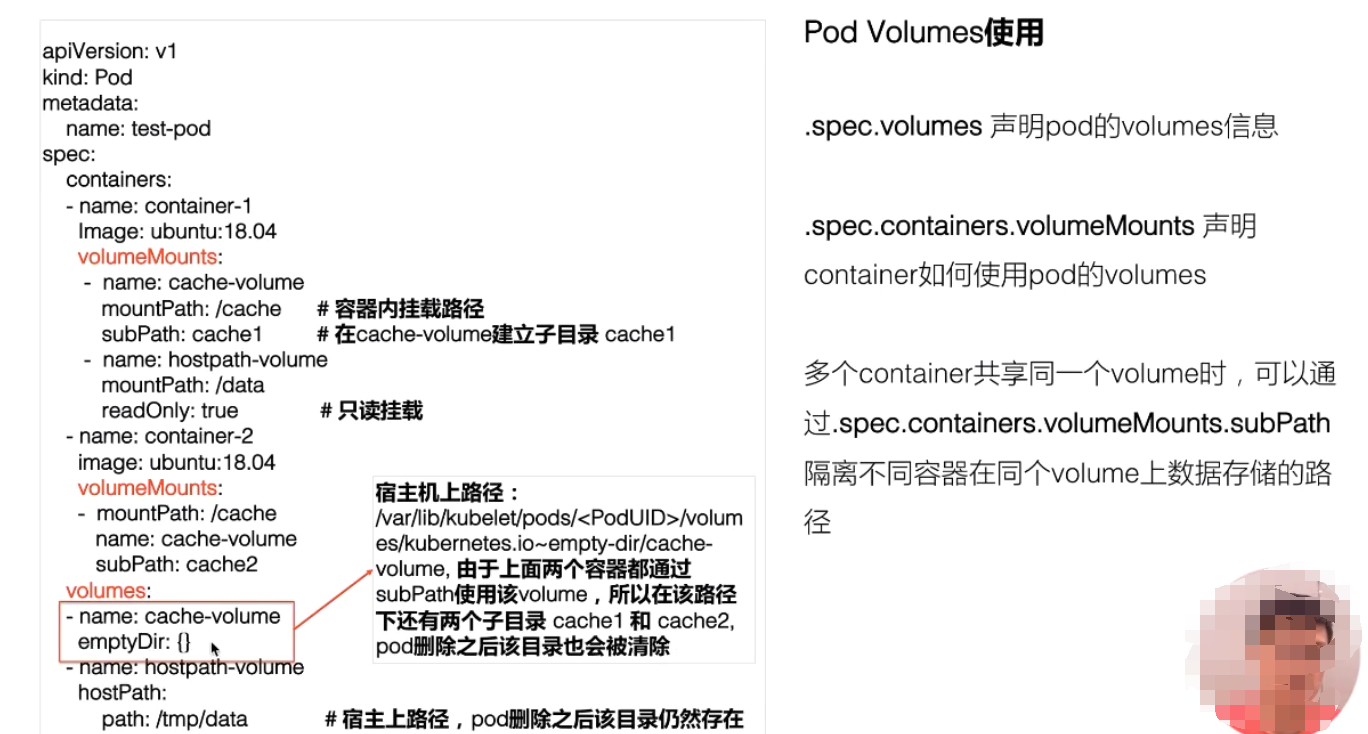 apiVersion: v1
kind: Pod
metadata:
name: test-pod
spec:
containers:
- name: container-1
Image: ubuntu:18.04
volumeMounts:
- name: cache-volume
mountPath: /cache # 容器内挂载路径
subPath: cache1 # 在cache-volume建立子目录 cache1
- name: hostpath-volume
mountPath: /data
readOnly: true # 只读挂载
- name: container-2
image: ubuntu:18.04
volumeMounts:
- mountPath: /cache
name: cache-volume
subPath: cache2
volumes:
- name: cache-volume
emptyDir: {}
- name: hostpath-volume
hostPath:
path: /tmp/data # 宿主上路径，pod删除之后该目录仍然存在
宿主机上路径：
/var/lib/kubelet/pods/<PodUID>/volum
es/kubernetes.io~empty-dir/cache-
volume, 由于上面两个容器都通过
subPath使用该volume，所以在该路径
下还有两个子目录 cache1 和 cache2,
pod删除之后该目录也会被清除
Pod Volumes使用
.spec.volumes 声明pod的volumes信息
.spec.containers.volumeMounts 声明
container如何使用pod的volumes
多个container共享同一个volume时，可以通
过.spec.containers.volumeMounts.subPath
隔离不同容器在同个volume上数据存储的路
径